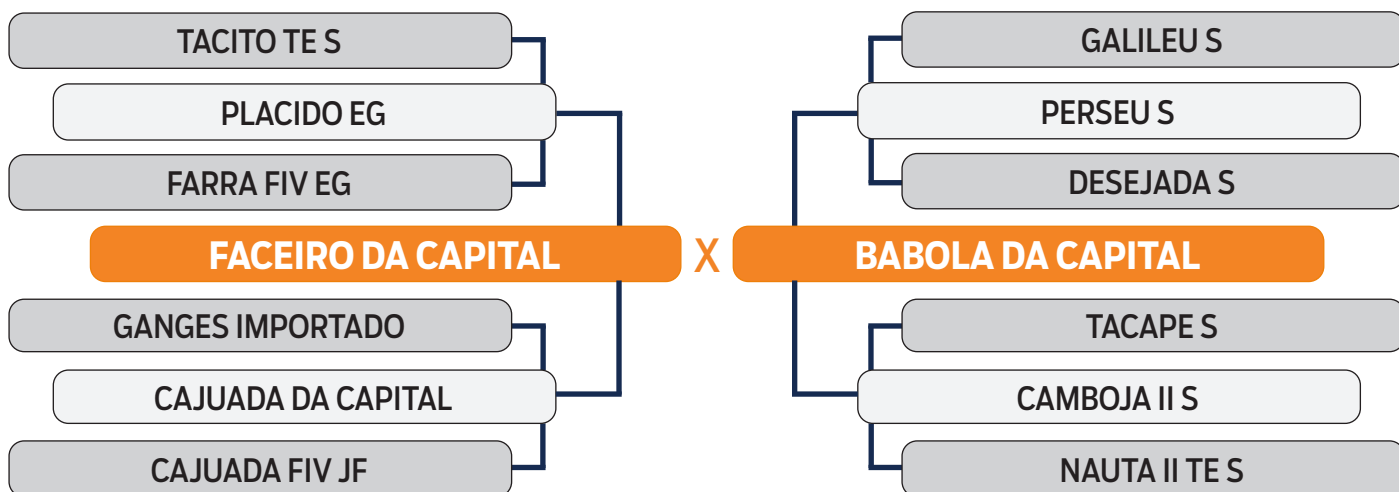 TACITO TE S
GALILEU S
PLACIDO EG
PERSEU S
FARRA FIV EG
DESEJADA S
FACEIRO DA CAPITAL X BABOLA DA CAPITAL
GANGES IMPORTADO
TACAPE S
CAJUADA DA CAPITAL
CAMBOJA II S
CAJUADA FIV JF
NAUTA II TE S